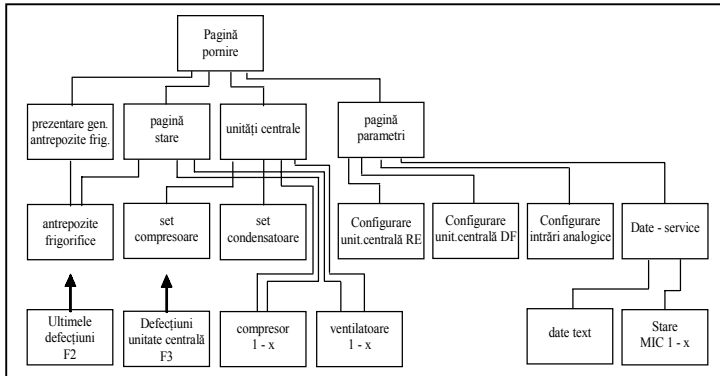 Pagină
pornire
prezentare gen.
antrepozite frig.
pagină
stare
unități centrale
pagină
parametri
antrepozite
frigorifice
set
compresoare
set
condensatoare
Configurare
unit.centrală RE
Configurare
unit.centrală DF
Configurare
intrări analogice
Date - service
Ultimele
defecțiuni
F2
Defecțiuni
unitate centrală
F3
compresor
1 - x
ventilatoare
1 - x
date text
Stare
MIC 1 - x